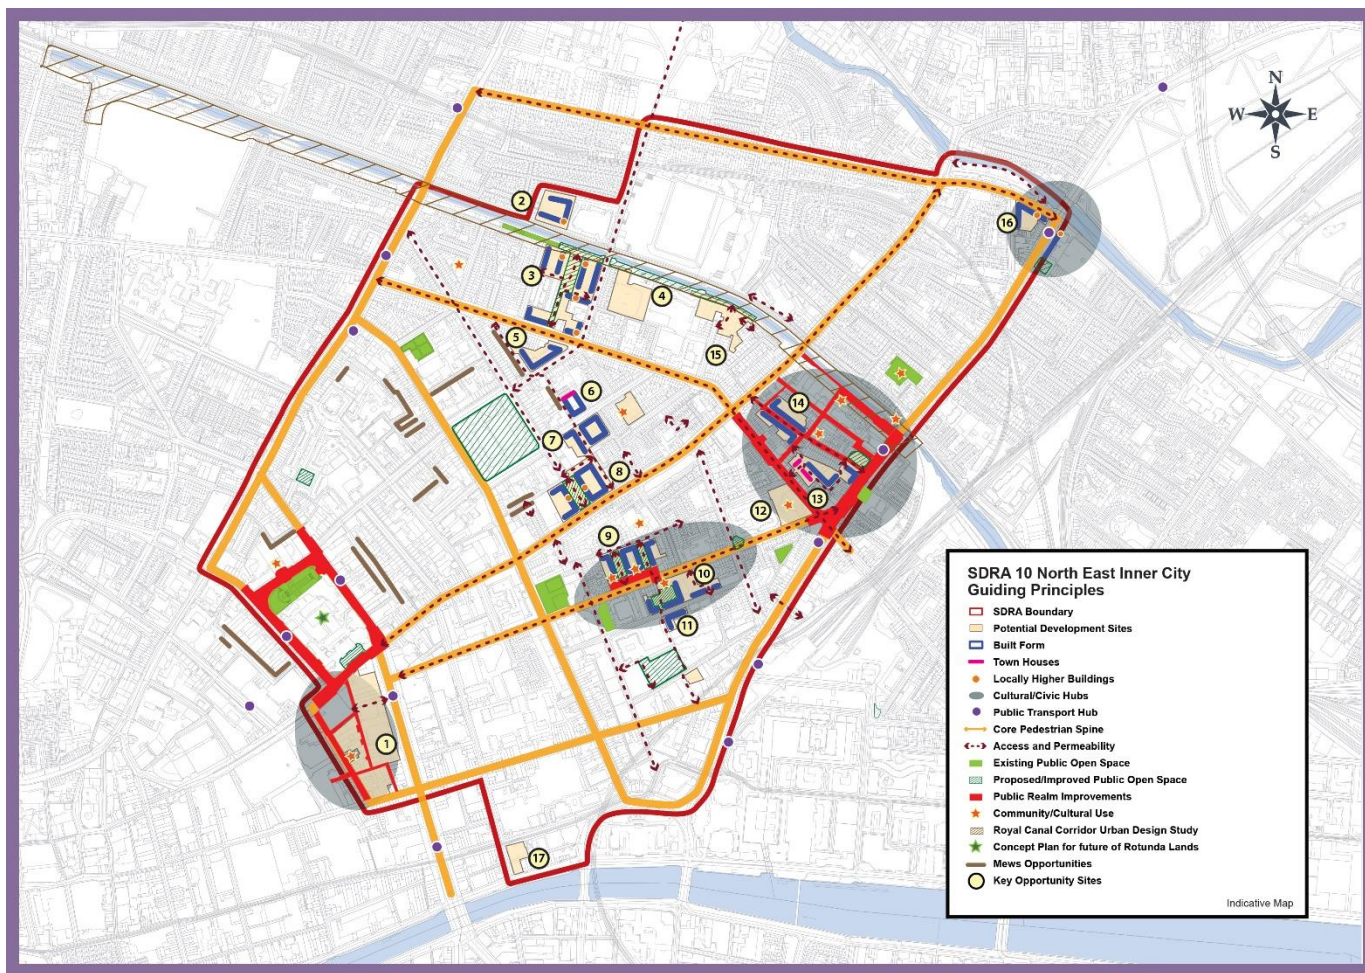 N
W
E
S
2
16
3
4
5
15
6
14
7
8
13
12
9
10
11
1
17
SDRA 10 North East Inner City
Guiding Principles
SDRA Boundary
Potential Development Sites
Built Form
Town Houses
Locally Higher Buildings
Cultural/Civic Hubs
Public Transport Hub
Core Pedestrian Spine
Access and Permeability
Existing Public Open Space
Proposed/Improved Public Open Space
Public Realm Improvements
Community/Cultural Use
Royal Canal Corridor Urban Design Study
Concept Plan for future of Rotunda Lands
Mews Opportunities
Key Opportunity Sites
Indicative Map